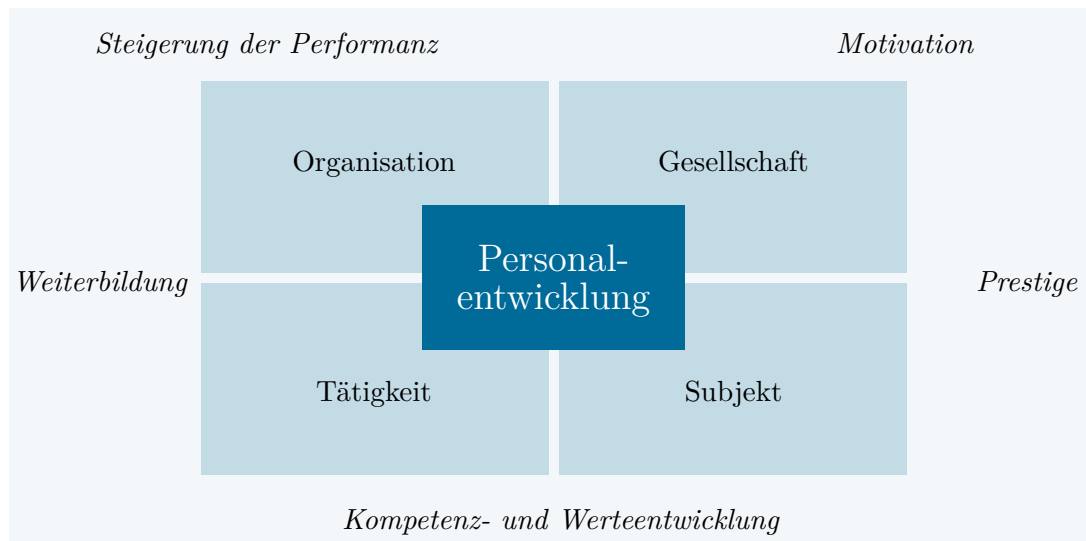 Steigerung der Performanz
Motivation
Organisation
Gesellschaft
Personal-
entwicklung
Weiterbildung
Prestige
Tätigkeit
Subjekt
Kompetenz- und Werteentwicklung